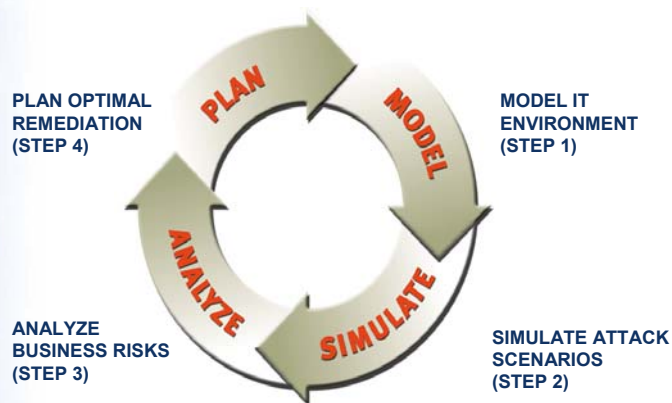 PLAN
MODEL
SIMULATE
ANALYZE
PLAN OPTIMAL
REMEDIATION
(STEP 4)
MODEL IT
ENVIRONMENT
(STEP 1)
ANALYZE
BUSINESS RISKS
(STEP 3)
SIMULATE ATTACK
SCENARIOS
(STEP 2)